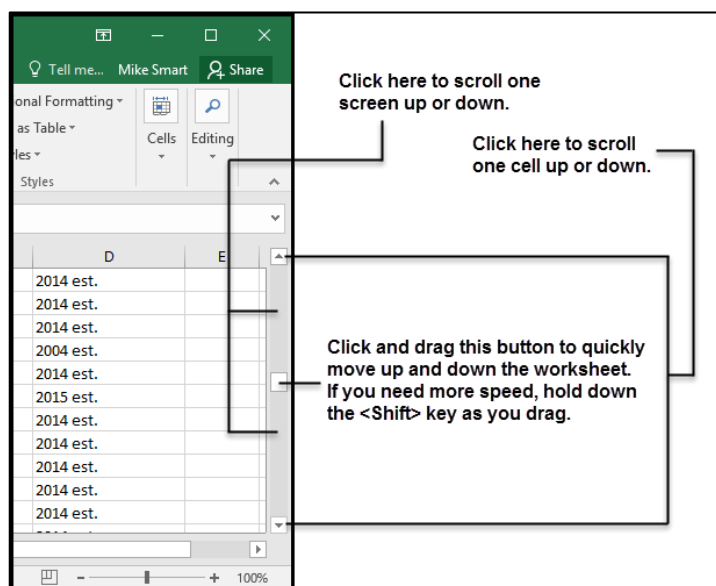 Tell me... Mike Smart Share
onal Formatting
as Table
les
Cells Editing
Styles
D E
2014 est.
2014 est.
2014 est.
2004 est.
2014 est.
2015 est.
2014 est.
2014 est.
2014 est.
2014 est.
2014 est.
100%
Click here to scroll one
screen up or down.
Click here to scroll
one cell up or down.
Click and drag this button to quickly
move up and down the worksheet.
If you need more speed, hold down
the <Shift> key as you drag.